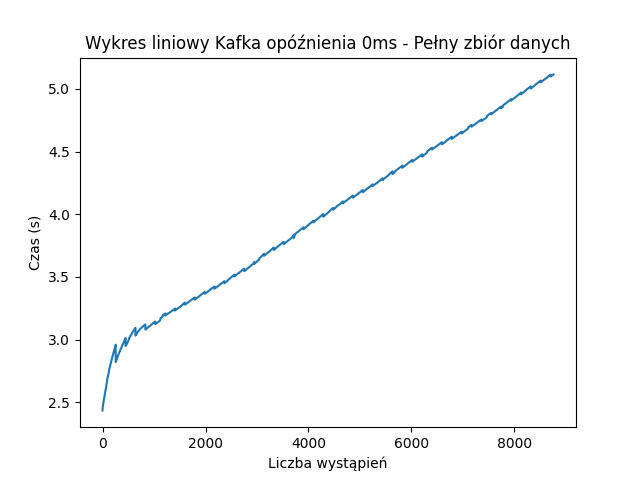 Wykres liniowy Kafka opóźnienia 0ms - Pełny zbiór danych
5.0
4.5
4.0
3.5
3.0
2.5
Czas (s)
0 2000 4000 6000 8000
Liczba wystąpień